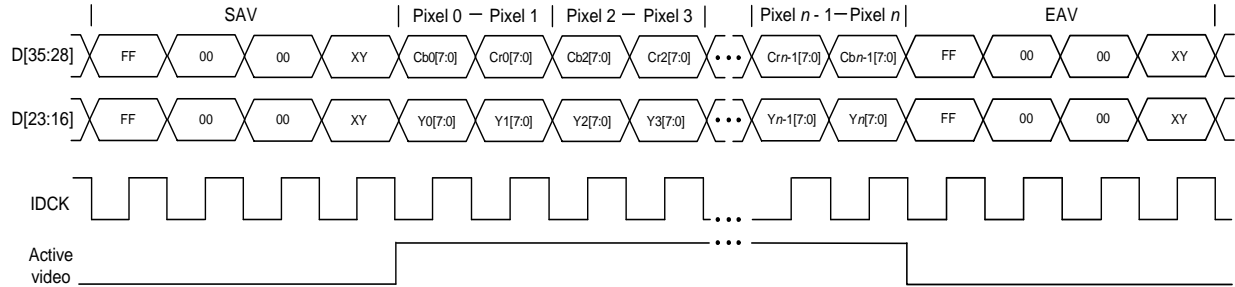 SAV Pixel 0 — Pixel 1 Pixel 2 — Pixel 3 Pixel n - 1—Pixel n EAV
D[35:28] FF 00 00 XY Cb0[7:0] Cr0[7:0] Cb2[7:0] Cr2[7:0] ••• Crn-1[7:0] Cbn-1[7:0] FF 00 00 XY
D[23:16] FF 00 00 XY Y0[7:0] Y1[7:0] Y2[7:0] Y3[7:0] ••• Yn-1[7:0] Yn[7:0] FF 00 00 XY
IDCK •••
Active •••
video